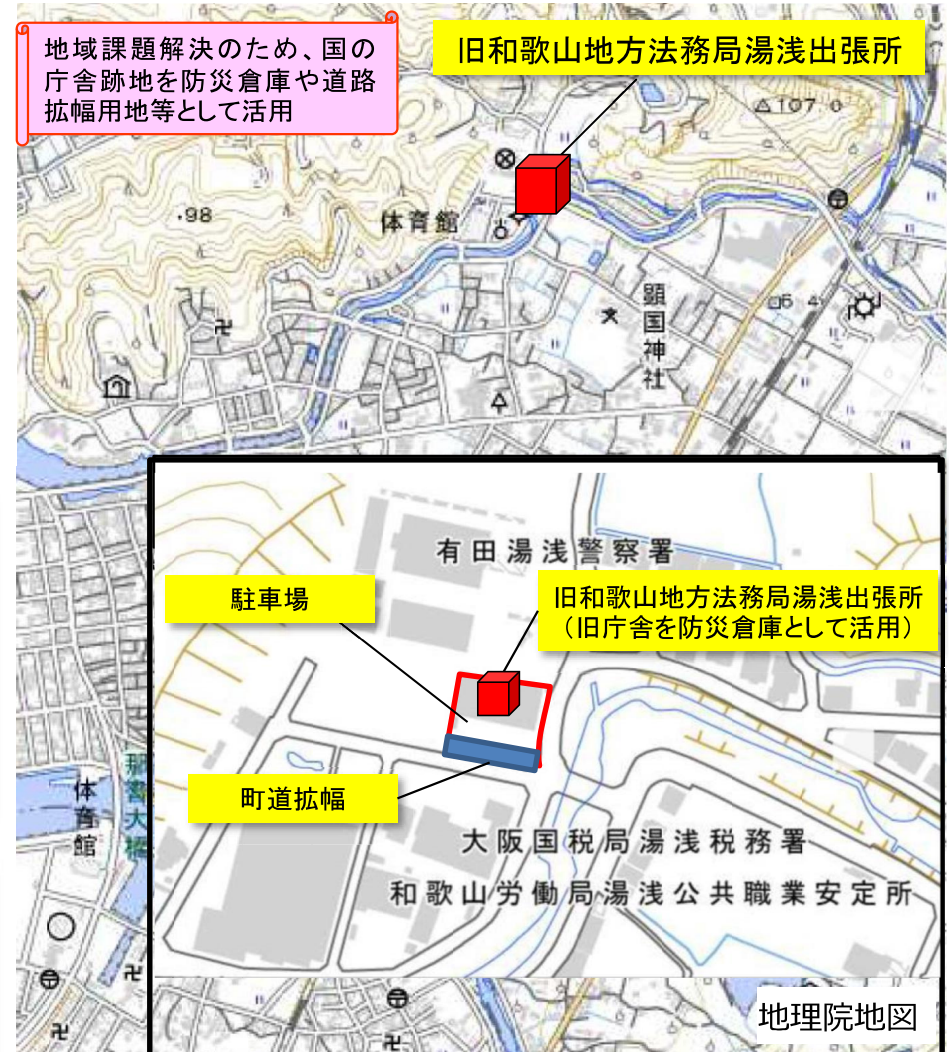 地域課題解決のため、国の
庁舎跡地を防災倉庫や道路
拡幅用地等として活用
旧和歌山地方法務局湯浅出張所
107
・98
体育館
顕国神社
5 4
有田湯浅警察署
駐車場
旧和歌山地方法務局湯浅出張所
（旧庁舎を防災倉庫として活用）
町道拡幅
体育館
大阪国税局湯浅税務署
和歌山労働局湯浅公共職業安定所
地理院地図